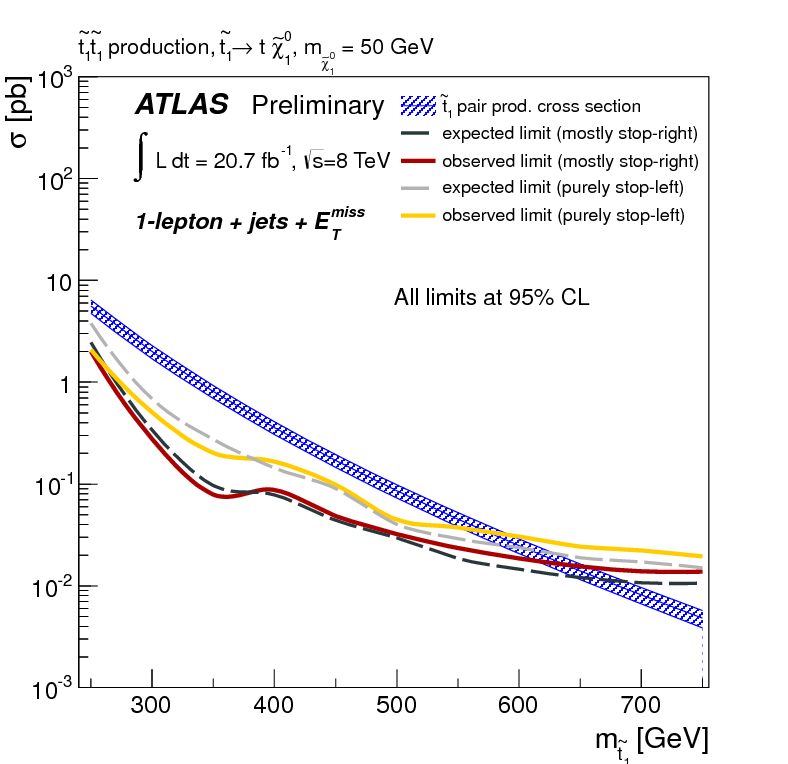 t̃₁t̃₁ production, t̃₁→ t χ̃₁⁰, m_χ̃₁⁰ = 50 GeV
σ [pb]
10³
10²
10
1
10⁻¹
10⁻²
10⁻³
ATLAS Preliminary
∫ L dt = 20.7 fb⁻¹, √s=8 TeV
1-lepton + jets + E_T^miss
t̃₁ pair prod. cross section
expected limit (mostly stop-right)
observed limit (mostly stop-right)
expected limit (purely stop-left)
observed limit (purely stop-left)
All limits at 95% CL
300 400 500 600 700
m_t̃₁ [GeV]